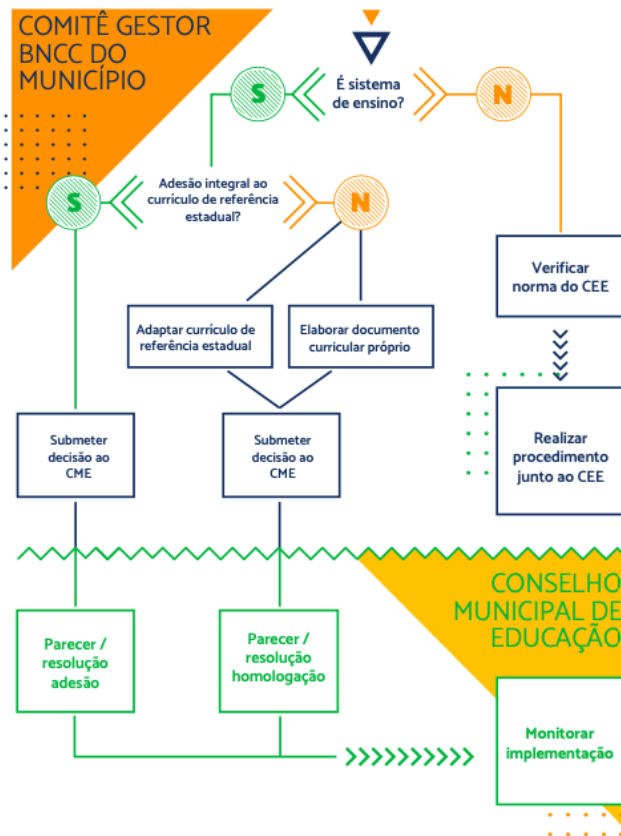 COMITÊ GESTOR
BNCC DO
MUNICÍPIO
É sistema
de ensino?
S
N
Adesão integral ao
currículo de referência
estadual?
S
N
Verificar
norma do CEE
Adaptar currículo de
referência estadual
Elaborar documento
curricular próprio
Realizar
procedimento
junto ao CEE
Submeter
decisão ao
CME
Submeter
decisão ao
CME
CONSELHO
MUNICIPAL DE
EDUCAÇÃO
Parecer /
resolução
adesão
Parecer /
resolução
homologação
Monitorar
implementação